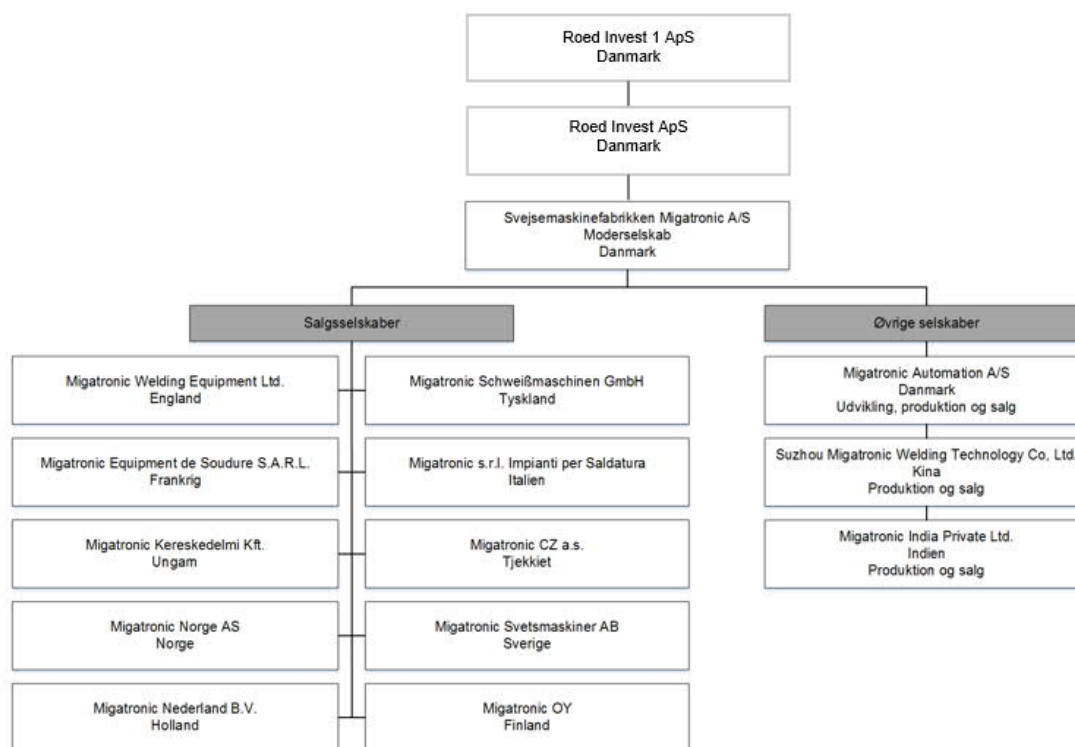 Roed Invest 1 ApS
Danmark
Roed Invest ApS
Danmark
Svejsemaskinefabrikken Migatronic A/S
Moderselskab
Danmark
Salgsselskaber
Migatronic Welding Equipment Ltd.
England
Migatronic Schweißmaschinen GmbH
Tyskland
Migatronic Equipment de Soudure S.A.R.L.
Frankrig
Migatronic s.r.l. Impianti per Saldatura
Italien
Migatronic Kereskedelmi Kft.
Ungarn
Migatronic CZ a.s.
Tjekkiet
Migatronic Norge AS
Norge
Migatronic Svetsmaskiner AB
Sverige
Migatronic Nederland B.V.
Holland
Migatronic OY
Finland
Øvrige selskaber
Migatronic Automation A/S
Danmark
Udvikling, produktion og salg
Suzhou Migatronic Welding Technology Co, Ltd.
Kina
Produktion og salg
Migatronic India Private Ltd.
Indien
Produktion og salg